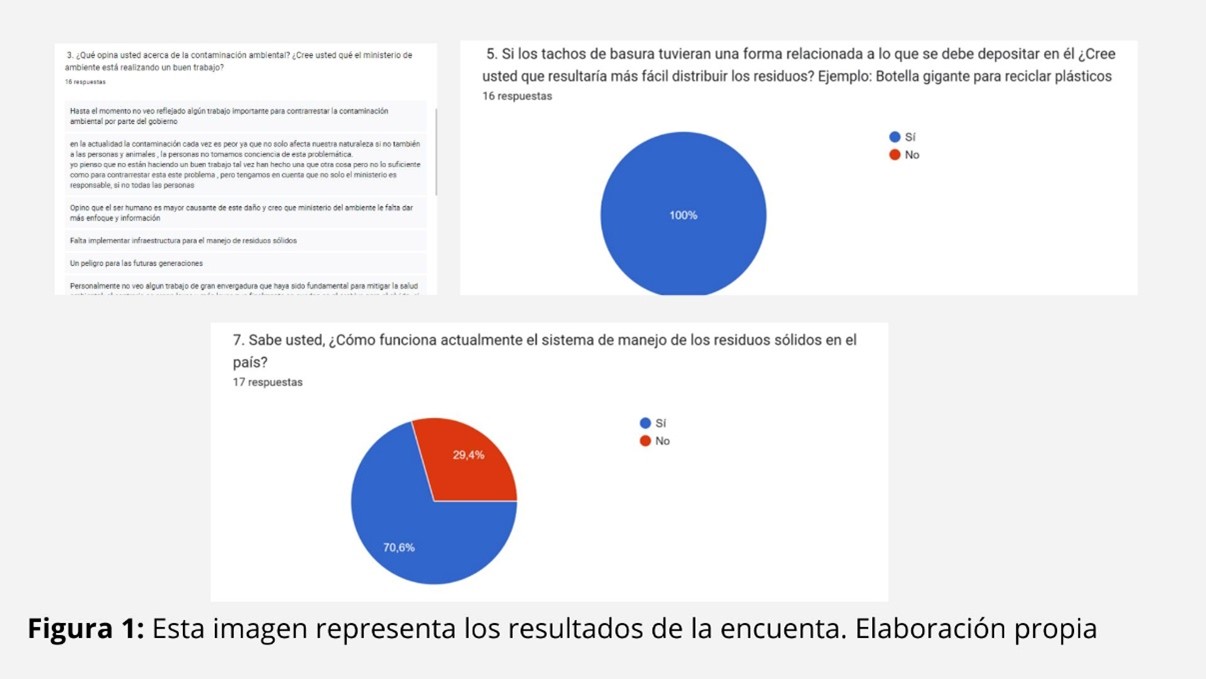 3. ¿Qué opina usted acerca de la contaminación ambiental? ¿Cree usted qué el ministerio de
ambiente está realizando un buen trabajo?
16 respuestas
Hasta el momento no veo reflejado algún trabajo importante para contrarrestar la contaminación
ambiental por parte del gobierno
en la actualidad la contaminación cada vez es peor ya que no solo afecta nuestra naturaleza si no también
a las personas y animales , la personas no tomamos conciencia de esta problemática.
yo pienso que no están haciendo un buen trabajo tal vez han hecho una que otra cosa pero no lo suficiente
como para contrarrestar esta este problema , pero tengamos en cuenta que no solo el ministerio es
responsable, si no todas las personas
Opino que el ser humano es mayor causante de este daño y creo que ministerio del ambiente le falta dar
más enfoque y información
Falta implementar infraestructura para el manejo de residuos sólidos
Un peligro para las futuras generaciones
Personalmente no veo algun trabajo de gran envergadura que haya sido fundamental para mitigar la salud
5. Si los tachos de basura tuvieran una forma relacionada a lo que se debe depositar en él ¿Cree
usted que resultaría más fácil distribuir los residuos? Ejemplo: Botella gigante para reciclar plásticos
16 respuestas
Sí
No
100%
7. Sabe usted, ¿Cómo funciona actualmente el sistema de manejo de los residuos sólidos en el
país?
17 respuestas
Sí
No
29,4%
70,6%
Figura 1: Esta imagen representa los resultados de la encuenta. Elaboración propia